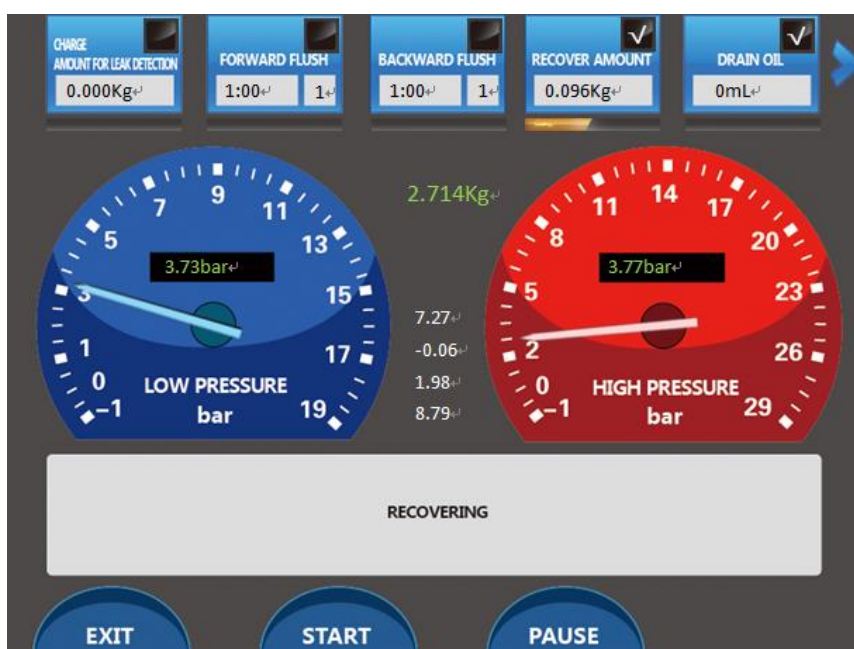 CHARGE
AMOUNT FOR LEAK DETECTION
0.000Kg↵
FORWARD FLUSH
1:00↵ 1↵
BACKWARD FLUSH
1:00↵ 1↵
RECOVER AMOUNT
√
0.096Kg↵
DRAIN OIL
√
0mL↵
−1
0
1
3
5
7
9
11
13
15
17
19
3.73bar↵
LOW PRESSURE
bar
2.714Kg↵
7.27↵
-0.06↵
1.98↵
8.79↵
−1
0
2
5
8
11
14
17
20
23
26
29
3.77bar↵
HIGH PRESSURE
bar
RECOVERING
EXIT
START
PAUSE